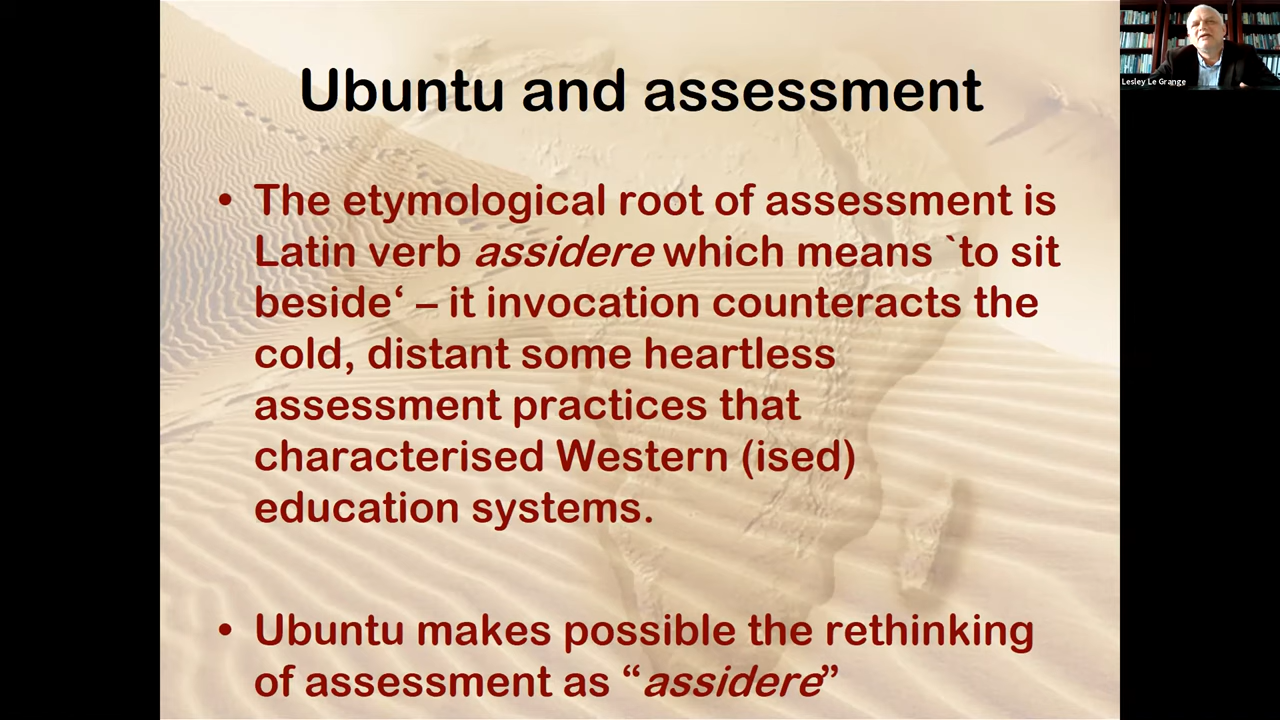 Ubuntu and assessment
• The etymological root of assessment is
Latin verb assidere which means `to sit
beside‘ – it invocation counteracts the
cold, distant some heartless
assessment practices that
characterised Western (ised)
education systems.
• Ubuntu makes possible the rethinking
of assessment as “assidere”
Lesley Le Grange